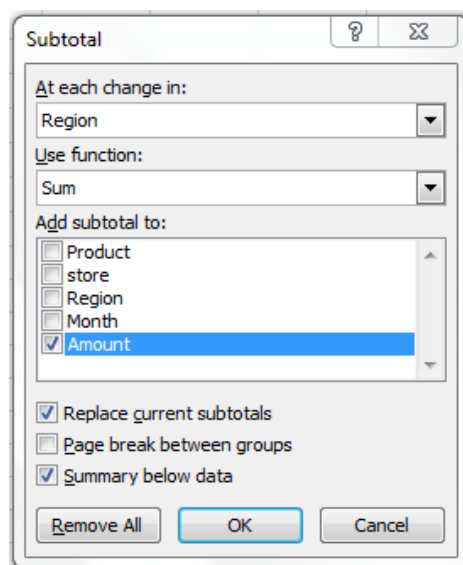 Subtotal
At each change in:
Region
Use function:
Sum
Add subtotal to:
Product
store
Region
Month
Amount
Replace current subtotals
Page break between groups
Summary below data
Remove All OK Cancel